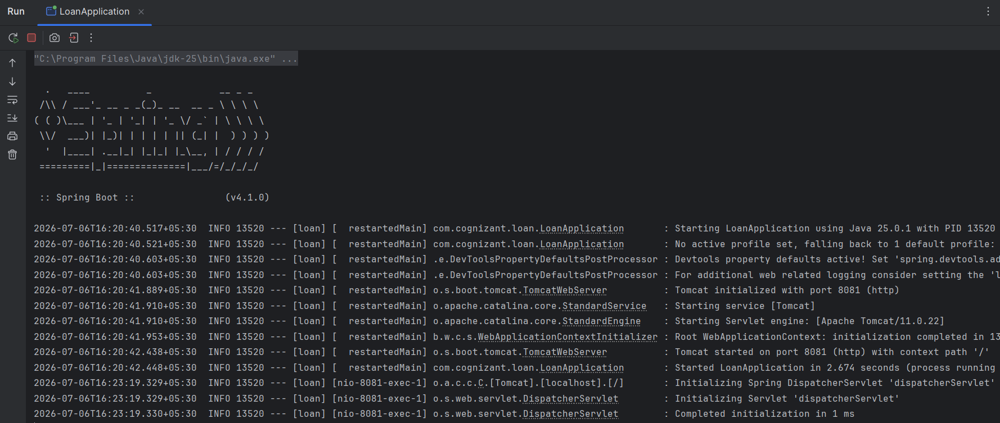 Run LoanApplication
"C:\Program Files\Java\jdk-25\bin\java.exe" ...
  .   ____          _            __ _ _
 /\\ / ___'_ __ _ _(_)_ __  __ _ \ \ \ \
( ( )\___ | '_ | '_| | '_ \/ _` | \ \ \ \
 \\/  ___)| |_)| | | | | || (_| |  ) ) ) )
  '  |____| .__|_| |_|_| |_\__, | / / / /
 =========|_|==============|___/=/_/_/_/
 :: Spring Boot ::                (v4.1.0)
2026-07-06T16:20:40.517+05:30  INFO 13520 --- [loan] [  restartedMain] com.cognizant.loan.LoanApplication       : Starting LoanApplication using Java 25.0.1 with PID 13520
2026-07-06T16:20:40.521+05:30  INFO 13520 --- [loan] [  restartedMain] com.cognizant.loan.LoanApplication       : No active profile set, falling back to 1 default profile:
2026-07-06T16:20:40.603+05:30  INFO 13520 --- [loan] [  restartedMain] .e.DevToolsPropertyDefaultsPostProcessor : Devtools property defaults active! Set 'spring.devtools.ad
2026-07-06T16:20:40.603+05:30  INFO 13520 --- [loan] [  restartedMain] .e.DevToolsPropertyDefaultsPostProcessor : For additional web related logging consider setting the 'l
2026-07-06T16:20:41.889+05:30  INFO 13520 --- [loan] [  restartedMain] o.s.boot.tomcat.TomcatWebServer          : Tomcat initialized with port 8081 (http)
2026-07-06T16:20:41.910+05:30  INFO 13520 --- [loan] [  restartedMain] o.apache.catalina.core.StandardService   : Starting service [Tomcat]
2026-07-06T16:20:41.910+05:30  INFO 13520 --- [loan] [  restartedMain] o.apache.catalina.core.StandardEngine    : Starting Servlet engine: [Apache Tomcat/11.0.22]
2026-07-06T16:20:41.953+05:30  INFO 13520 --- [loan] [  restartedMain] b.w.c.s.WebApplicationContextInitializer : Root WebApplicationContext: initialization completed in 13
2026-07-06T16:20:42.438+05:30  INFO 13520 --- [loan] [  restartedMain] o.s.boot.tomcat.TomcatWebServer          : Tomcat started on port 8081 (http) with context path '/'
2026-07-06T16:20:42.448+05:30  INFO 13520 --- [loan] [  restartedMain] com.cognizant.loan.LoanApplication       : Started LoanApplication in 2.674 seconds (process running
2026-07-06T16:23:19.329+05:30  INFO 13520 --- [loan] [nio-8081-exec-1] o.a.c.c.C.[Tomcat].[localhost].[/]       : Initializing Spring DispatcherServlet 'dispatcherServlet'
2026-07-06T16:23:19.329+05:30  INFO 13520 --- [loan] [nio-8081-exec-1] o.s.web.servlet.DispatcherServlet        : Initializing Servlet 'dispatcherServlet'
2026-07-06T16:23:19.330+05:30  INFO 13520 --- [loan] [nio-8081-exec-1] o.s.web.servlet.DispatcherServlet        : Completed initialization in 1 ms